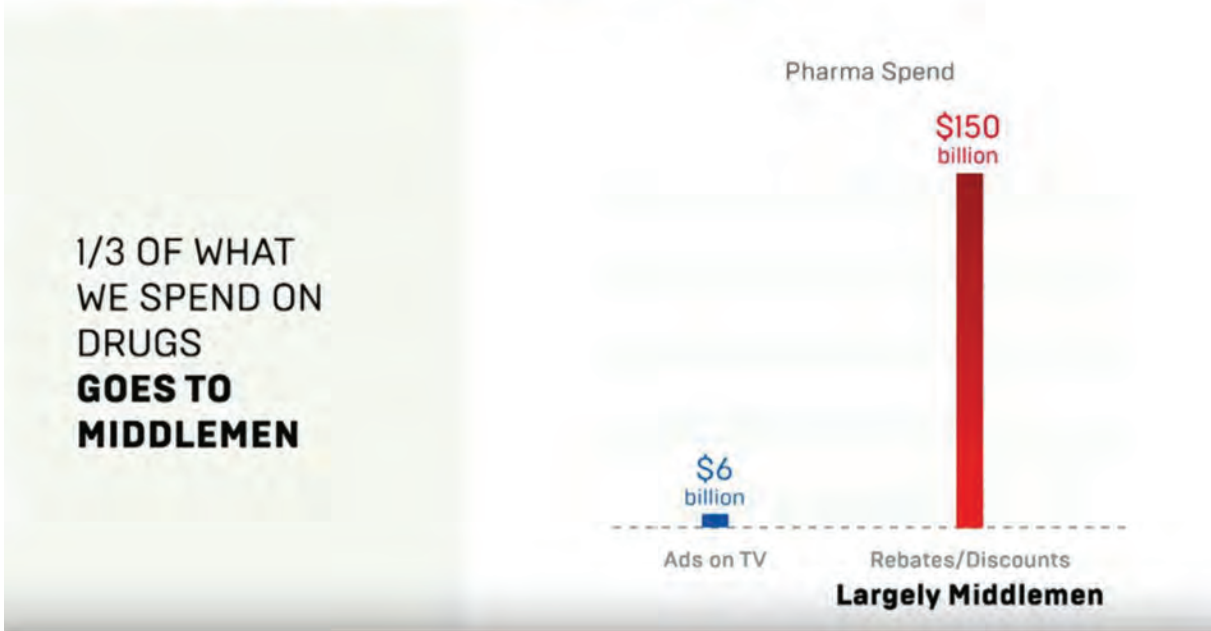 1/3 OF WHAT
WE SPEND ON
DRUGS
GOES TO
MIDDLEMEN
Pharma Spend
$150
billion
$6
billion
Ads on TV
Rebates/Discounts
Largely Middlemen